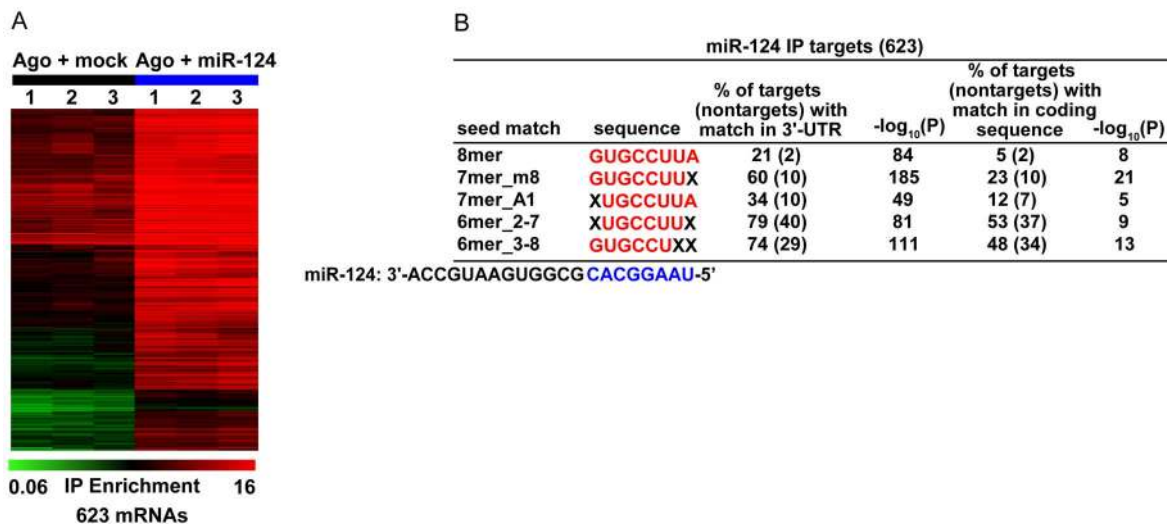 A
Ago + mock Ago + miR-124
1 2 3 1 2 3
0.06 IP Enrichment 16
623 mRNAs
B
miR-124 IP targets (623)
% of targets
(nontargets) with
match in 3'-UTR
% of targets
(nontargets) with
match in coding
sequence
seed match sequence -log10(P) -log10(P)
8mer GUGCCUUA 21 (2) 84 5 (2) 8
7mer_m8 GUGCCUUX 60 (10) 185 23 (10) 21
7mer_A1 XUGCCUUA 34 (10) 49 12 (7) 5
6mer_2-7 XUGCCUUX 79 (40) 81 53 (37) 9
6mer_3-8 GUGCCUXX 74 (29) 111 48 (34) 13
miR-124: 3'-ACCGUAAGUGGCGCACGGAAU-5'